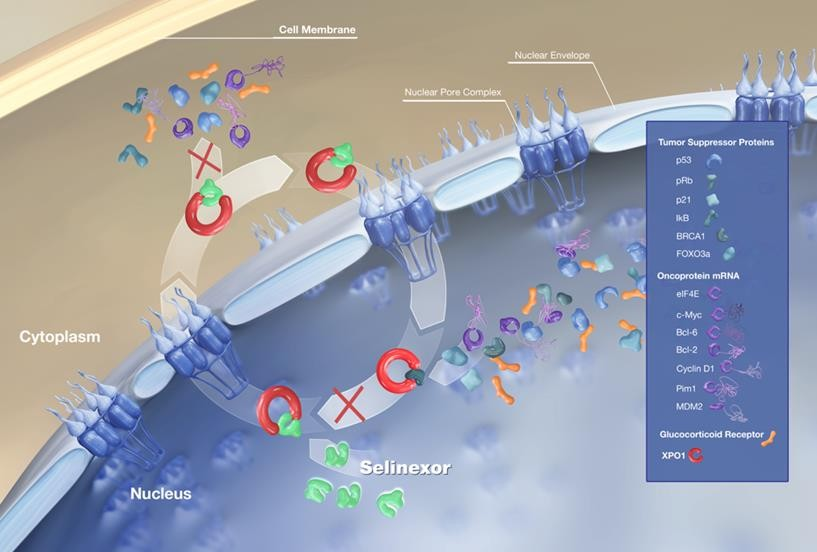 Cell Membrane
Nuclear Envelope
Nuclear Pore Complex
Cytoplasm
Nucleus
Selinexor
Tumor Suppressor Proteins
p53
pRb
p21
IkB
BRCA1
FOXO3a
Oncoprotein mRNA
eIF4E
c-Myc
Bcl-6
Bcl-2
Cyclin D1
Pim1
MDM2
Glucocorticoid Receptor
XPO1